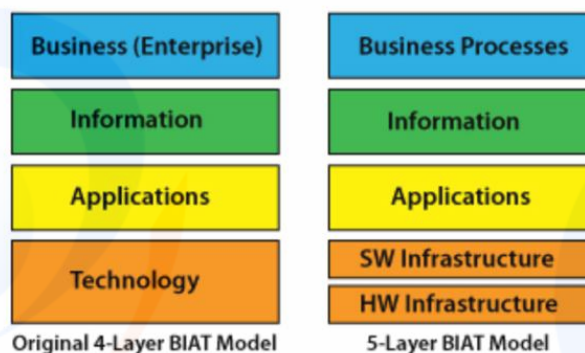 Business (Enterprise)
Information
Applications
Technology
Original 4-Layer BIAT Model
Business Processes
Information
Applications
SW Infrastructure
HW Infrastructure
5-Layer BIAT Model